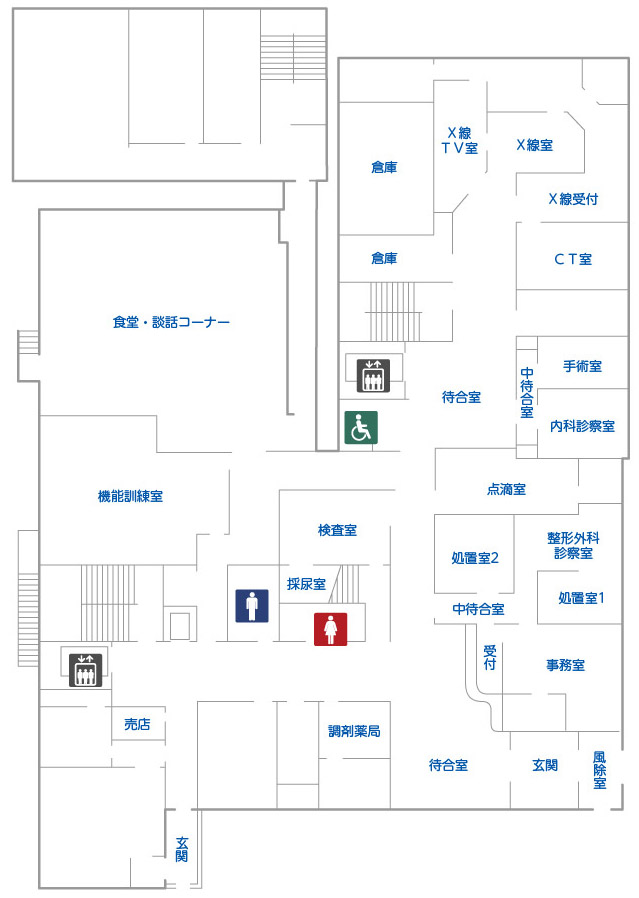 X線
TV室
X線室
倉庫
X線受付
倉庫
CT室
食堂・談話コーナー
手術室
中待合室
待合室
内科診察室
点滴室
機能訓練室
検査室
整形外科
診察室
処置室2
採尿室
処置室1
中待合室
受付
事務室
売店
調剤薬局
待合室
玄関
風除室
玄関